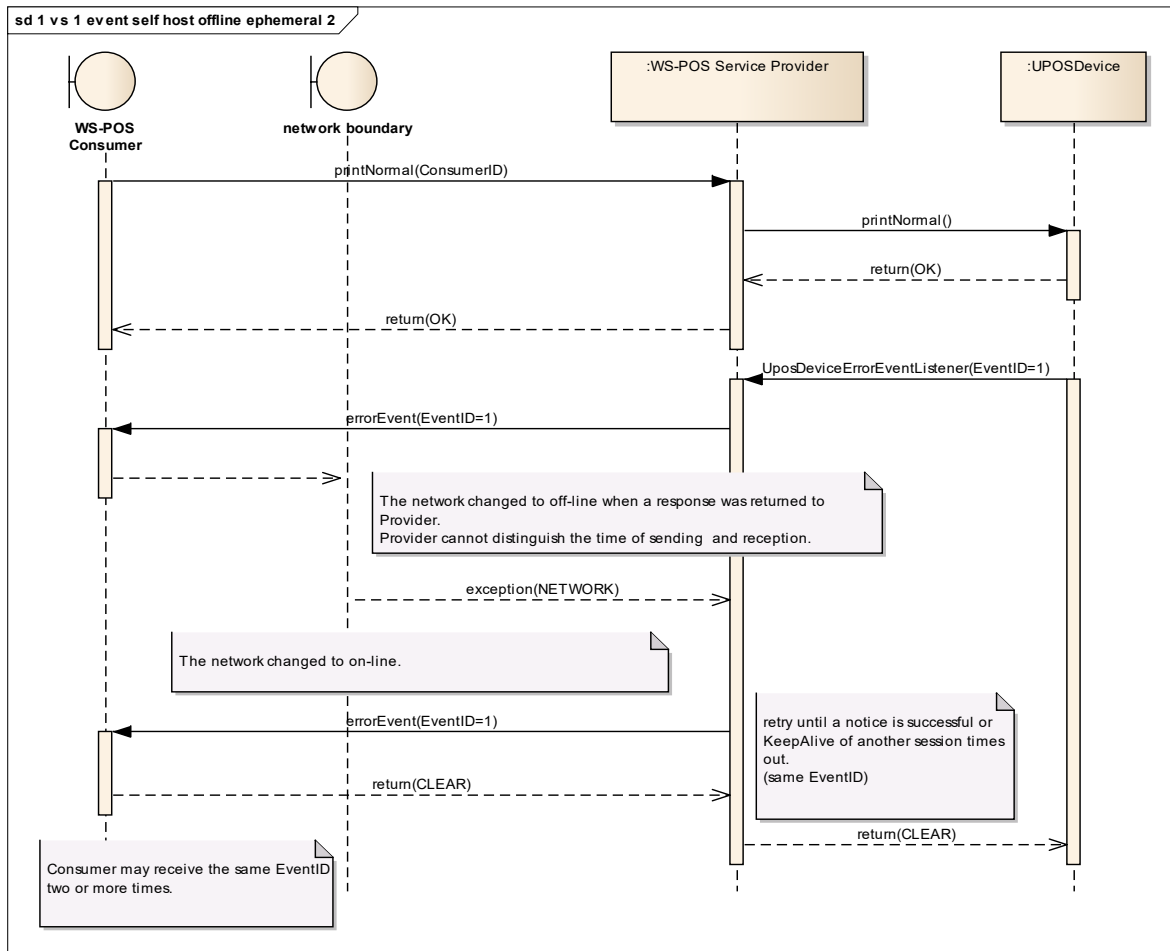 sd 1 vs 1 event self host offline ephemeral 2
:WS-POS Service Provider
:UPOSDevice
WS-POS
Consumer
network boundary
printNormal(ConsumerID)
printNormal()
return(OK)
return(OK)
UposDeviceErrorEventListener(EventID=1)
errorEvent(EventID=1)
The network changed to off-line when a response was returned to
Provider.
Provider cannot distinguish the time of sending and reception.
exception(NETWORK)
The network changed to on-line.
errorEvent(EventID=1)
retry until a notice is successful or
KeepAlive of another session times
out.
(same EventID)
return(CLEAR)
return(CLEAR)
Consumer may receive the same EventID
two or more times.